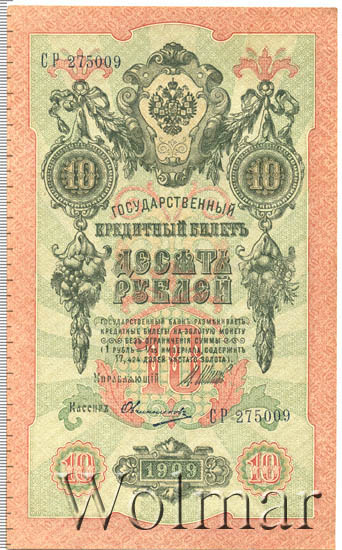 СР 275009
10
10
ГОСУДАРСТВЕННЫЙ
КРЕДИТНЫЙ БИЛЕТЪ
ДЕСЯТЬ
РУБЛЕЙ
ГОСУДАРСТВЕННЫЙ БАНКЪ РАЗМѢНИВАЕТЪ
КРЕДИТНЫЕ БИЛЕТЫ НА ЗОЛОТУЮ МОНЕТУ
БЕЗЪ ОГРАНИЧЕНІЯ СУММЫ
(1 РУБЛЬ = 1/15 ИМПЕРІАЛА, СОДЕРЖИТЪ
17,424 ДОЛЕЙ ЧИСТАГО ЗОЛОТА).
10
Управляющій
Кассиръ
СР 275009
10
1909
10
Wolmar